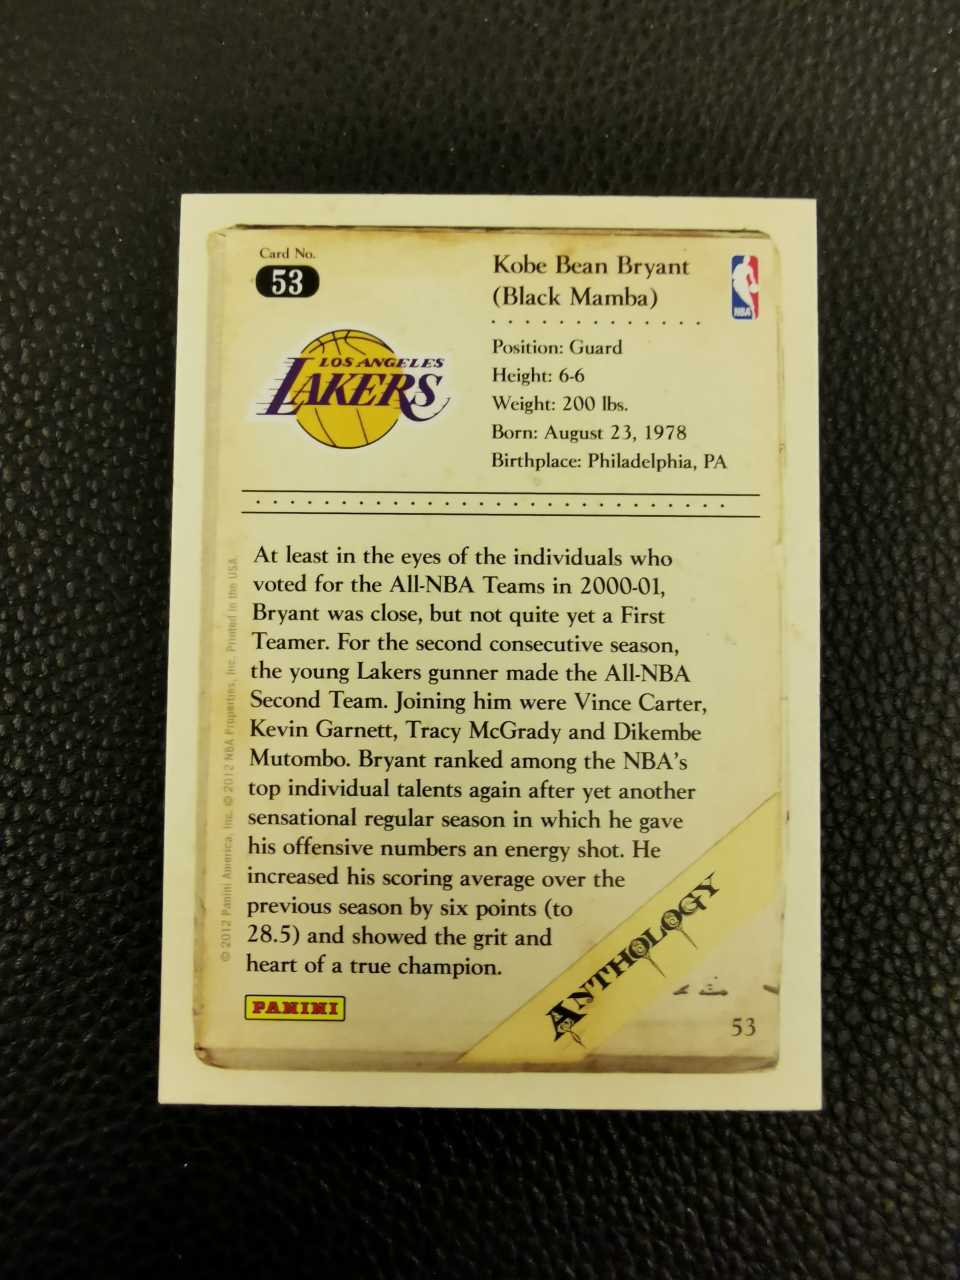 Card No.
53
Kobe Bean Bryant
(Black Mamba)
NBA
LOS ANGELES
LAKERS
Position: Guard
Height: 6-6
Weight: 200 lbs.
Born: August 23, 1978
Birthplace: Philadelphia, PA
At least in the eyes of the individuals who
voted for the All-NBA Teams in 2000-01,
Bryant was close, but not quite yet a First
Teamer. For the second consecutive season,
the young Lakers gunner made the All-NBA
Second Team. Joining him were Vince Carter,
Kevin Garnett, Tracy McGrady and Dikembe
Mutombo. Bryant ranked among the NBA's
top individual talents again after yet another
sensational regular season in which he gave
his offensive numbers an energy shot. He
increased his scoring average over the
previous season by six points (to
28.5) and showed the grit and
heart of a true champion.
© 2012 Panini America, Inc. © 2012 NBA Properties, Inc. Printed in the USA.
ANTHOLOGY
PANINI
53